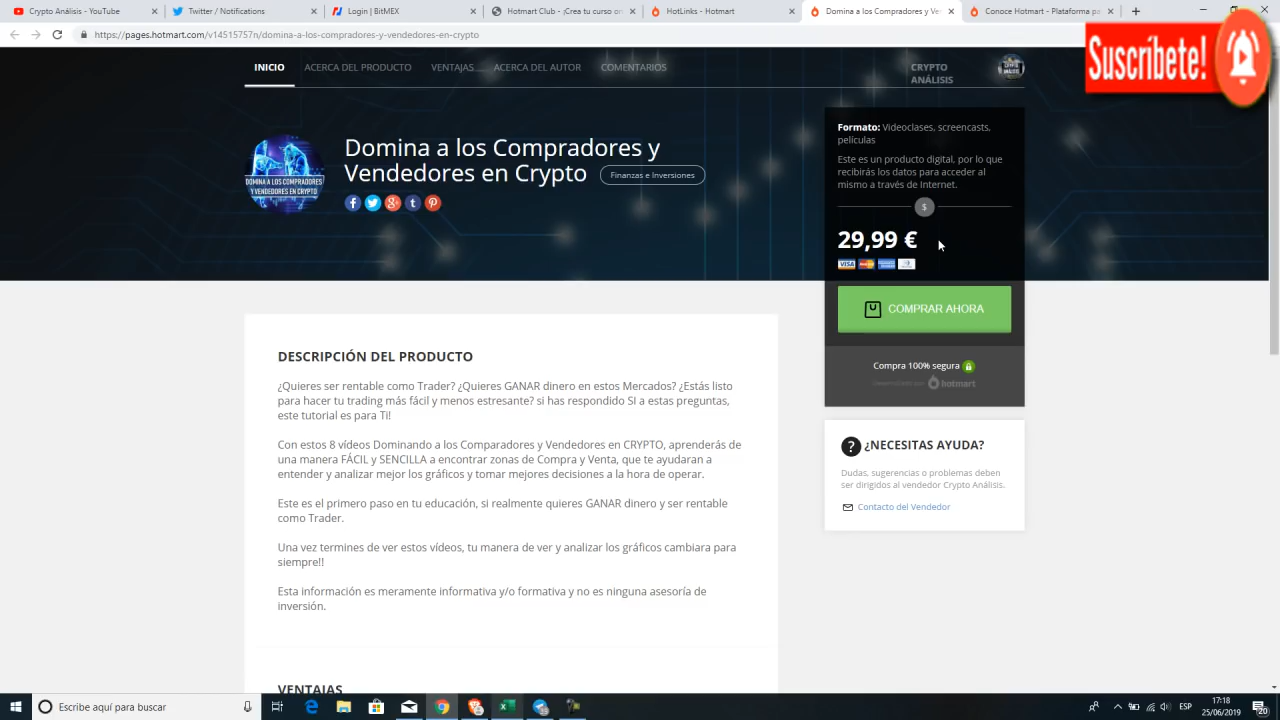 Crypto Análisis - YouTube
Twitter / Notifications
Login | BitMEX
Hotmart Club - ¡Crea tu curso on
HotLinks - Hotmart
Domina a los Compradores y Ve
Conoce Hotmart - Plataforma pa
https://pages.hotmart.com/v14515757n/domina-a-los-compradores-y-vendedores-en-crypto
Suscríbete!
INICIO ACERCA DEL PRODUCTO VENTAJAS ACERCA DEL AUTOR COMENTARIOS
CRYPTO
ANÁLISIS
DOMINA A LOS COMPRADORES
Y VENDEDORES EN CRYPTO
Domina a los Compradores y
Vendedores en Crypto
Finanzas e Inversiones
Formato: Videoclases, screencasts,
películas
Este es un producto digital, por lo que
recibirás los datos para acceder al
mismo a través de Internet.
$
29,99 €
VISA
COMPRAR AHORA
Compra 100% segura
hotmart
DESCRIPCIÓN DEL PRODUCTO
¿Quieres ser rentable como Trader? ¿Quieres GANAR dinero en estos Mercados? ¿Estás listo
para hacer tu trading más fácil y menos estresante? si has respondido SI a estas preguntas,
este tutorial es para Ti!
Con estos 8 vídeos Dominando a los Comparadores y Vendedores en CRYPTO, aprenderás de
una manera FÁCIL y SENCILLA a encontrar zonas de Compra y Venta, que te ayudaran a
entender y analizar mejor los gráficos y tomar mejores decisiones a la hora de operar.
Este es el primero paso en tu educación, si realmente quieres GANAR dinero y ser rentable
como Trader.
Una vez termines de ver estos vídeos, tu manera de ver y analizar los gráficos cambiara para
siempre!!
Esta información es meramente informativa y/o formativa y no es ninguna asesoría de
inversión.
VENTAJAS
¿NECESITAS AYUDA?
Dudas, sugerencias o problemas deben
ser dirigidos al vendedor Crypto Análisis.
Contacto del Vendedor
Escribe aquí para buscar
ESP
17:18
25/06/2019
20